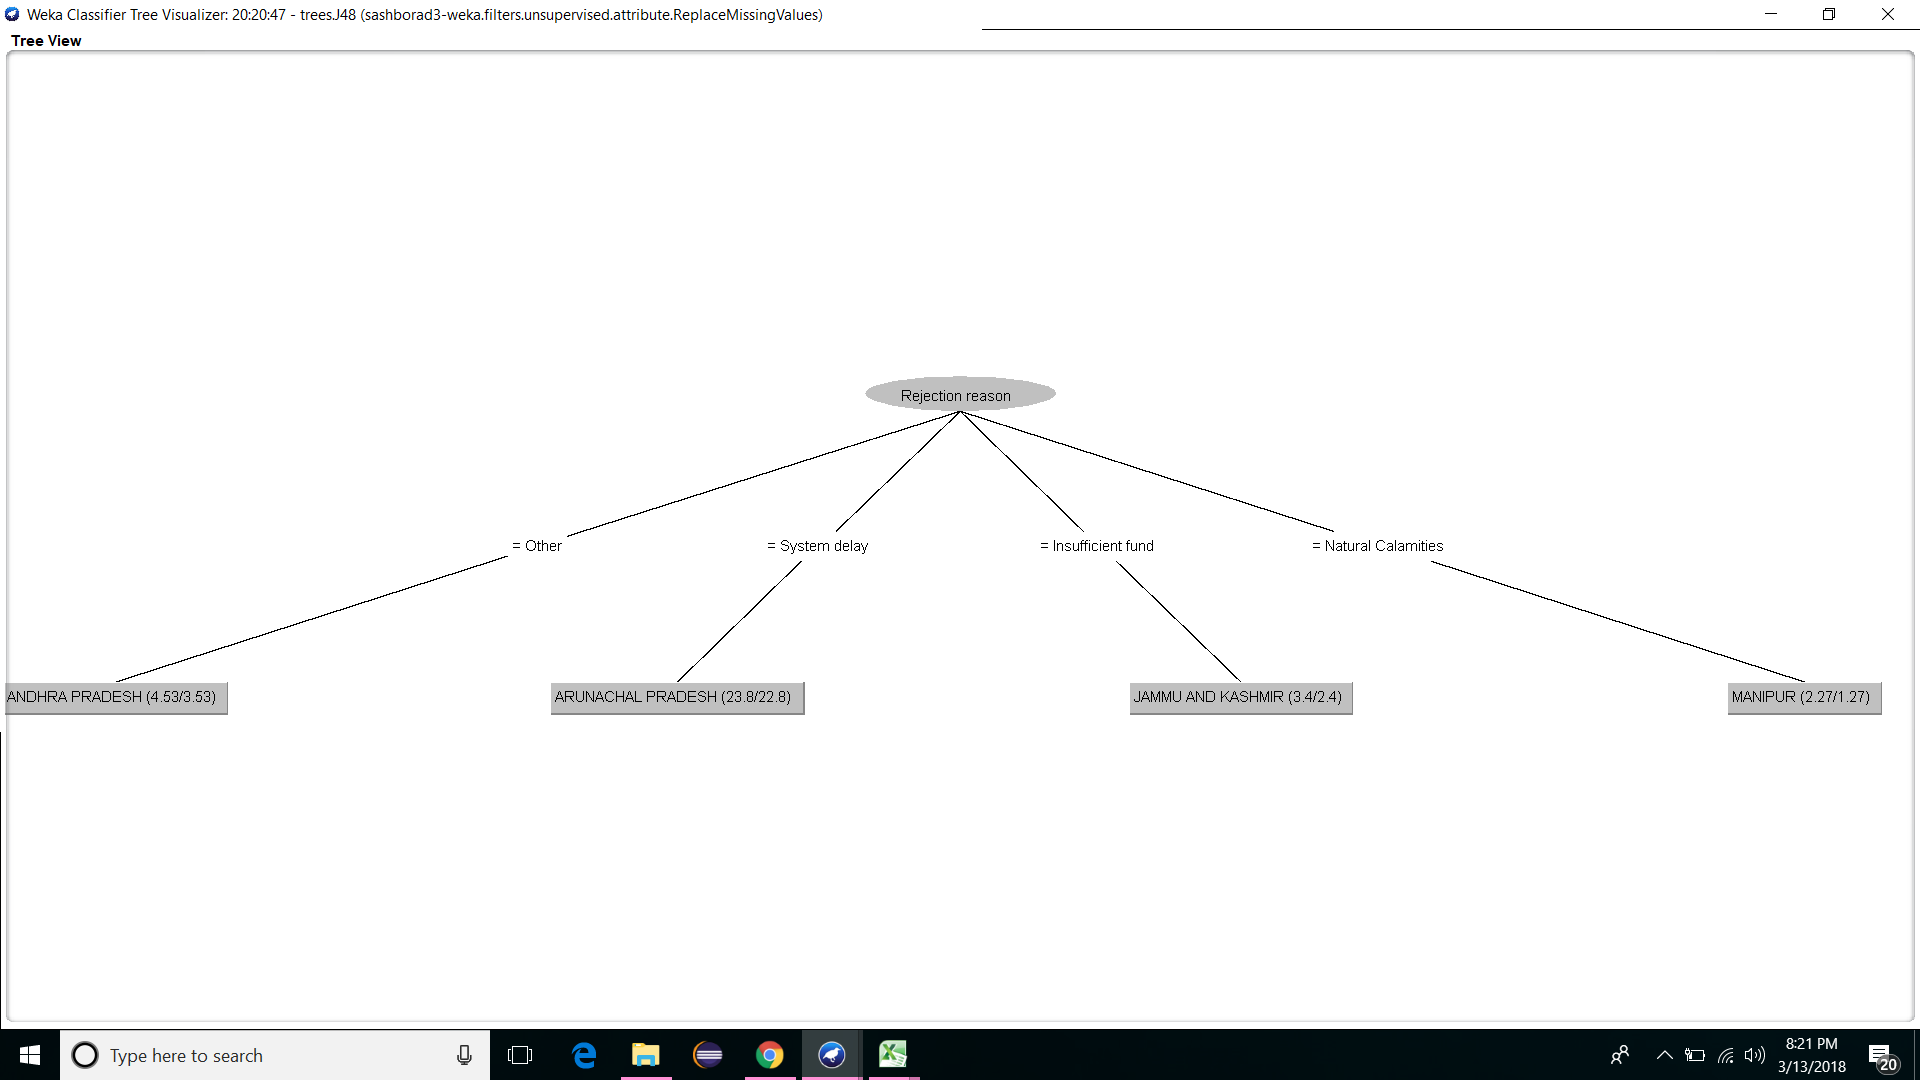 Weka Classifier Tree Visualizer: 20:20:47 - trees.J48 (sashborad3-weka.filters.unsupervised.attribute.ReplaceMissingValues)
Tree View
Rejection reason
= Other
= System delay
= Insufficient fund
= Natural Calamities
ANDHRA PRADESH (4.53/3.53)
ARUNACHAL PRADESH (23.8/22.8)
JAMMU AND KASHMIR (3.4/2.4)
MANIPUR (2.27/1.27)
Type here to search
8:21 PM
3/13/2018
20